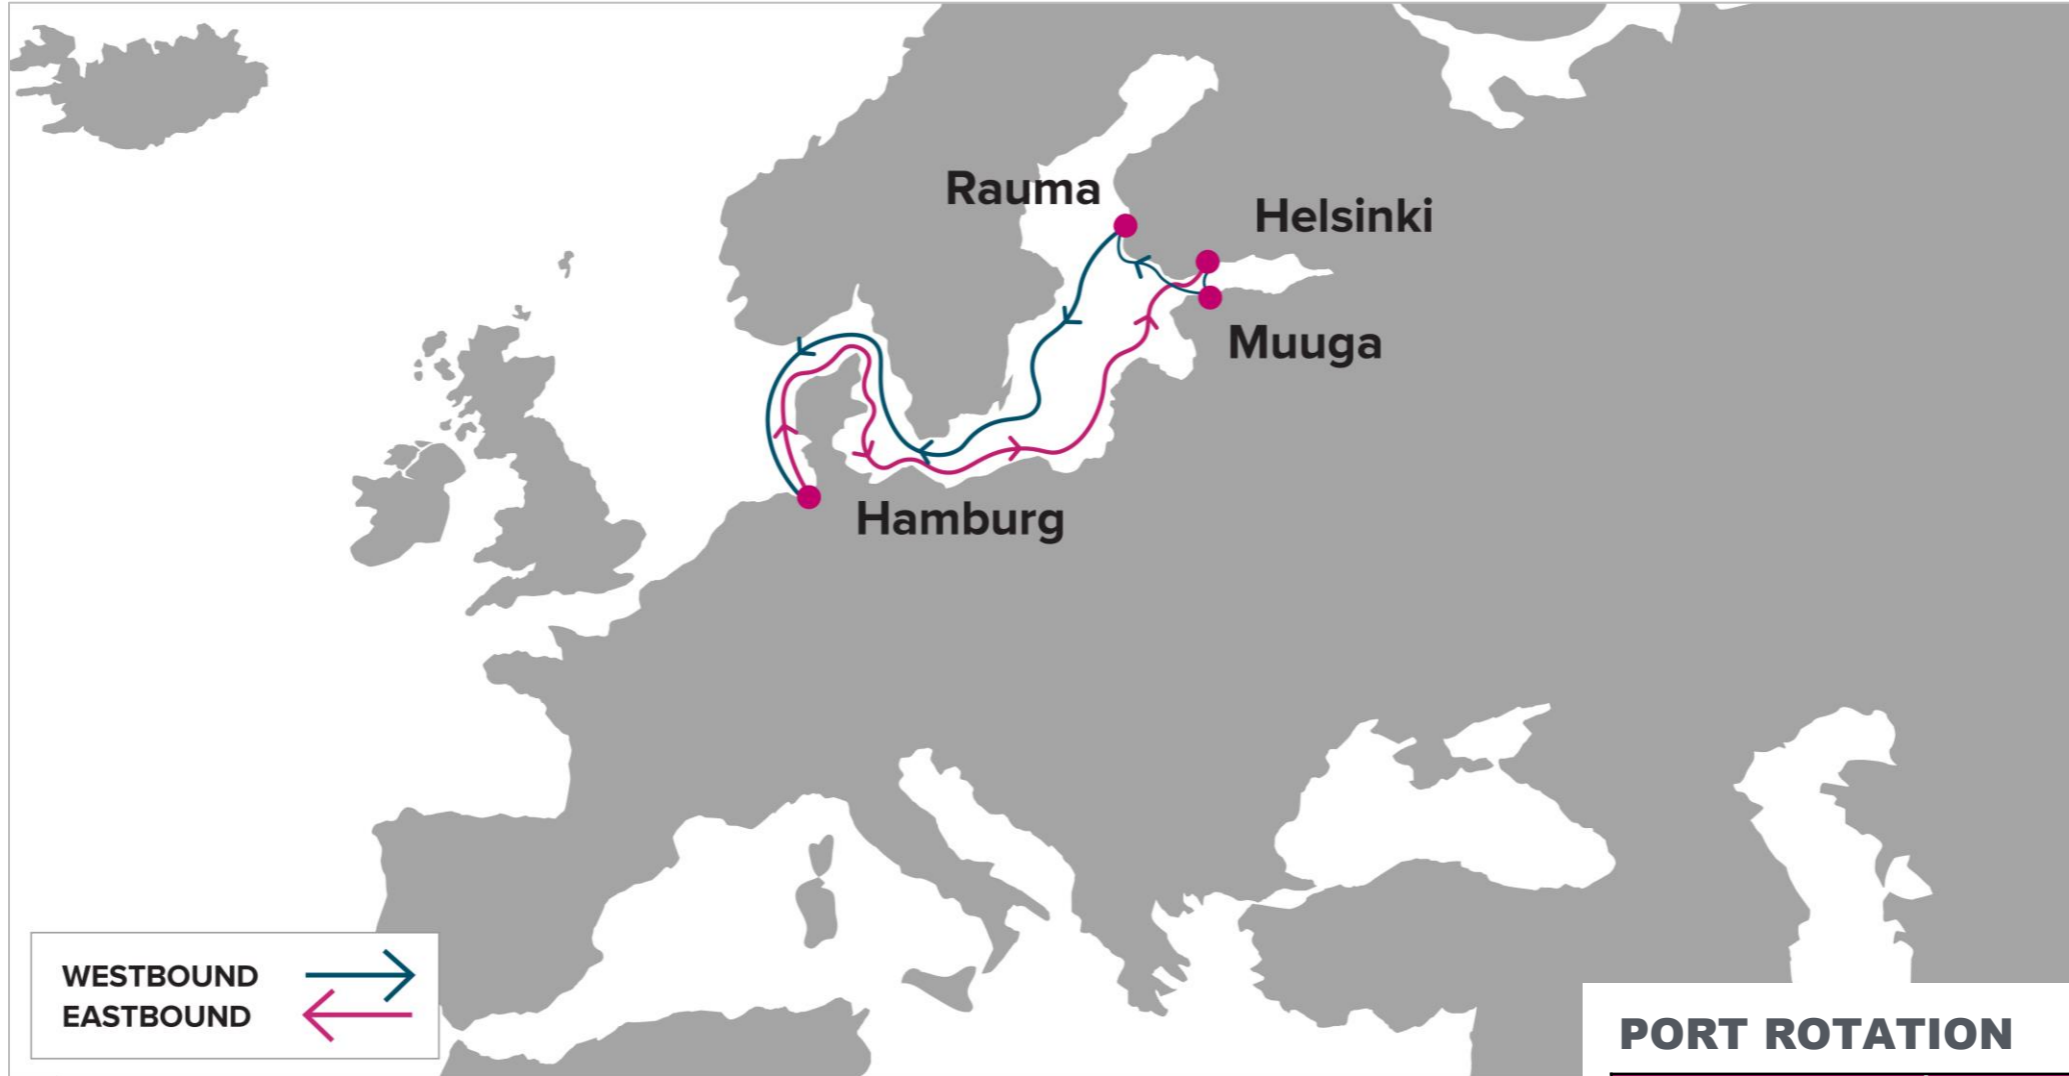 Rauma
Helsinki
Muuga
Hamburg
WESTBOUND
EASTBOUND
PORT ROTATION